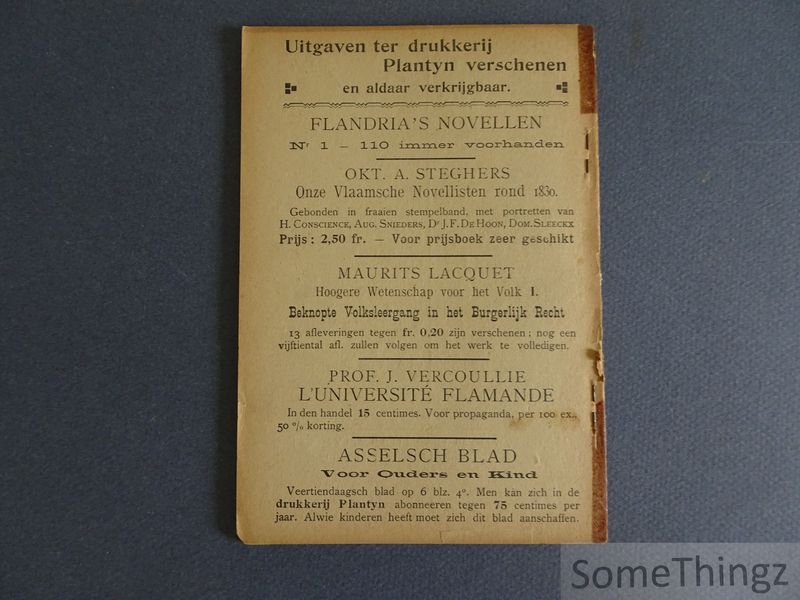 Uitgaven ter drukkerij
Plantyn verschenen
en aldaar verkrijgbaar.
FLANDRIA'S NOVELLEN
Nr 1 – 110 immer voorhanden
OKT. A. STEGHERS
Onze Vlaamsche Novellisten rond 1830.
Gebonden in fraaien stempelband, met portretten van
H. CONSCIENCE, AUG. SNIEDERS, Dr J. F. DE HOON, DOM. SLEECKX
Prijs : 2,50 fr. — Voor prijsboek zeer geschikt
MAURITS LACQUET
Hoogere Wetenschap voor het Volk I.
Beknopte Volksleergang in het Burgerlijk Recht
13 afleveringen tegen fr. 0,20 zijn verschenen ; nog een
vijftiental afl. zullen volgen om het werk te volledigen.
PROF. J. VERCOULLIE
L'UNIVERSITÉ FLAMANDE
In den handel 15 centimes. Voor propaganda, per 100 ex.,
50 % korting.
ASSELSCH BLAD
Voor Ouders en Kind
Veertiendaagsch blad op 6 blz. 4°. Men kan zich in de
drukkerij Plantyn abonneeren tegen 75 centimes per
jaar. Alwie kinderen heeft moet zich dit blad aanschaffen.
SomeThingz